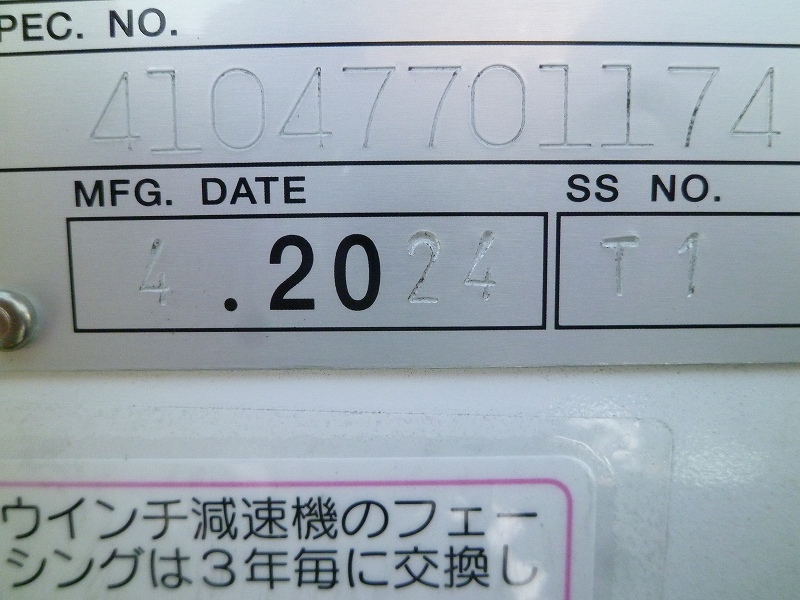 PEC. NO.
41047701174
MFG. DATE
SS NO.
4 .2024
T1
ウインチ減速機のフェー
シングは3年毎に交換し